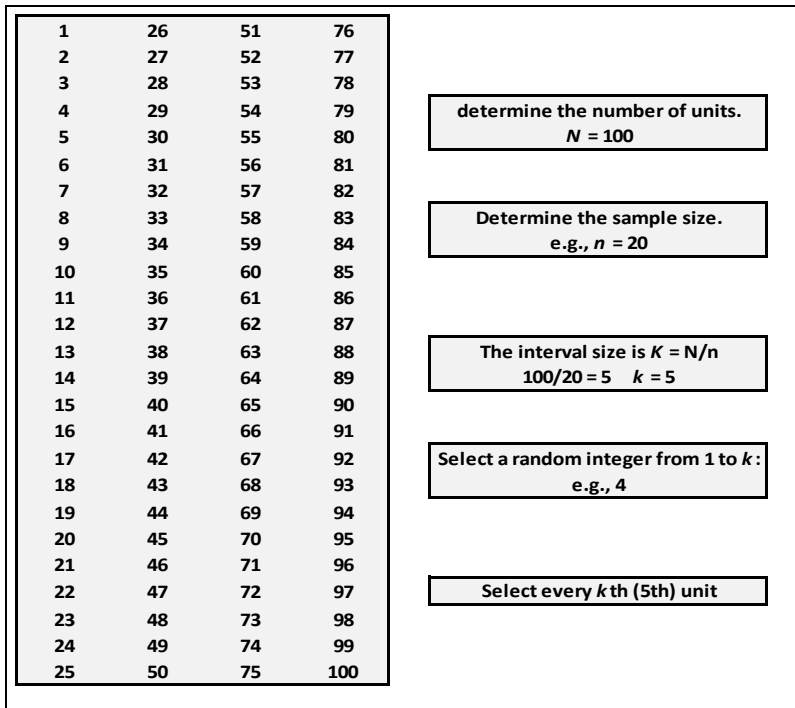 1 26 51 76
2 27 52 77
3 28 53 78
4 29 54 79
5 30 55 80
6 31 56 81
7 32 57 82
8 33 58 83
9 34 59 84
10 35 60 85
11 36 61 86
12 37 62 87
13 38 63 88
14 39 64 89
15 40 65 90
16 41 66 91
17 42 67 92
18 43 68 93
19 44 69 94
20 45 70 95
21 46 71 96
22 47 72 97
23 48 73 98
24 49 74 99
25 50 75 100
determine the number of units.
N = 100
Determine the sample size.
e.g., n = 20
The interval size is K = N/n
100/20 = 5 k = 5
Select a random integer from 1 to k:
e.g., 4
Select every kth (5th) unit